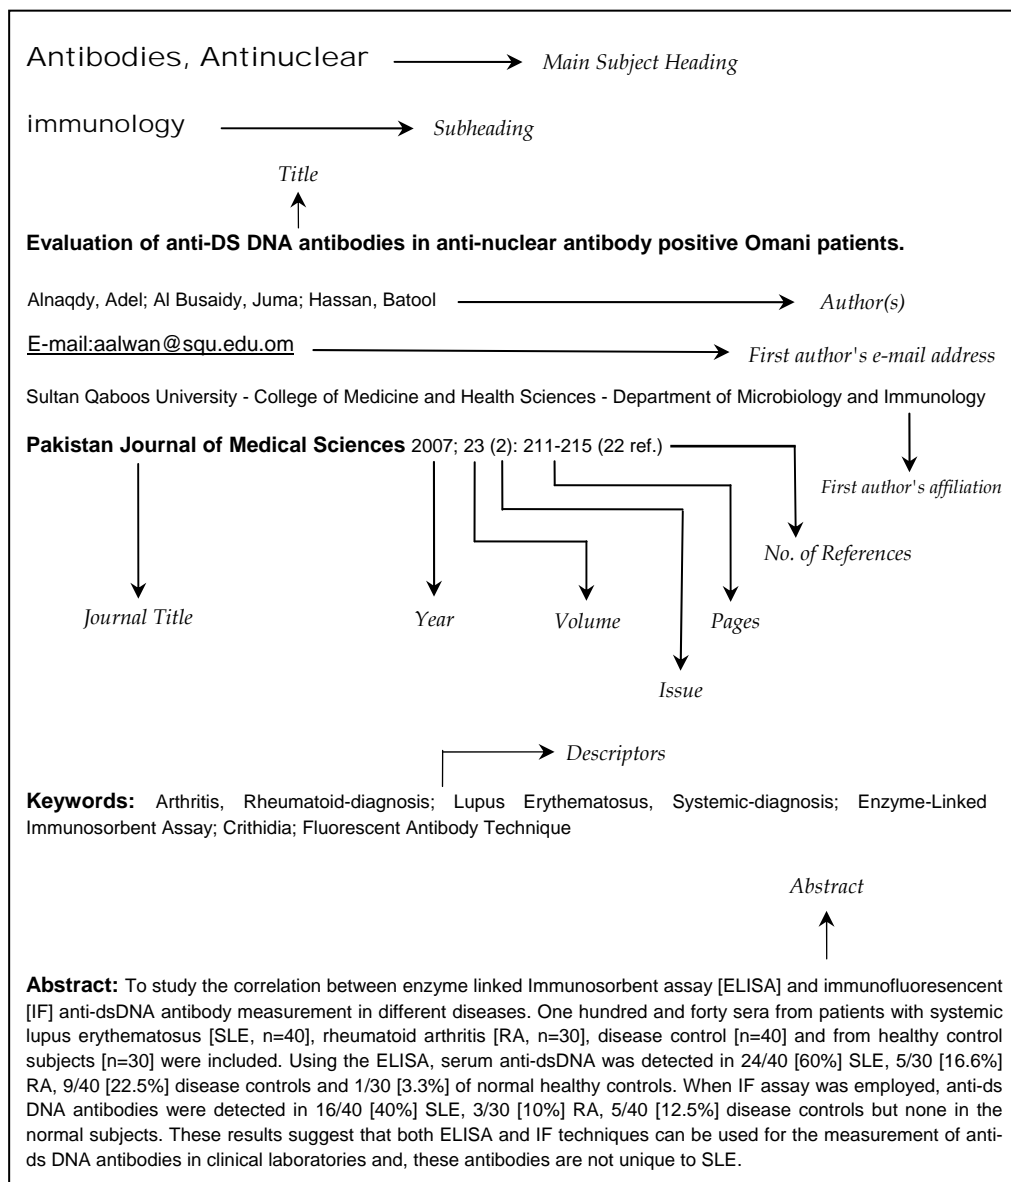 Antibodies, Antinuclear Main Subject Heading
immunology Subheading
Title
Evaluation of anti-DS DNA antibodies in anti-nuclear antibody positive Omani patients.
Alnaqdy, Adel; Al Busaidy, Juma; Hassan, Batool Author(s)
E-mail:aalwan@squ.edu.om First author's e-mail address
Sultan Qaboos University - College of Medicine and Health Sciences - Department of Microbiology and Immunology
Pakistan Journal of Medical Sciences 2007; 23 (2): 211-215 (22 ref.)
First author's affiliation
No. of References
Journal Title Year Volume Pages
Issue
Descriptors
Keywords: Arthritis, Rheumatoid-diagnosis; Lupus Erythematosus, Systemic-diagnosis; Enzyme-Linked
Immunosorbent Assay; Crithidia; Fluorescent Antibody Technique
Abstract
Abstract: To study the correlation between enzyme linked Immunosorbent assay [ELISA] and immunofluoresencent
[IF] anti-dsDNA antibody measurement in different diseases. One hundred and forty sera from patients with systemic
lupus erythematosus [SLE, n=40], rheumatoid arthritis [RA, n=30], disease control [n=40] and from healthy control
subjects [n=30] were included. Using the ELISA, serum anti-dsDNA was detected in 24/40 [60%] SLE, 5/30 [16.6%]
RA, 9/40 [22.5%] disease controls and 1/30 [3.3%] of normal healthy controls. When IF assay was employed, anti-ds
DNA antibodies were detected in 16/40 [40%] SLE, 3/30 [10%] RA, 5/40 [12.5%] disease controls but none in the
normal subjects. These results suggest that both ELISA and IF techniques can be used for the measurement of anti-
ds DNA antibodies in clinical laboratories and, these antibodies are not unique to SLE.